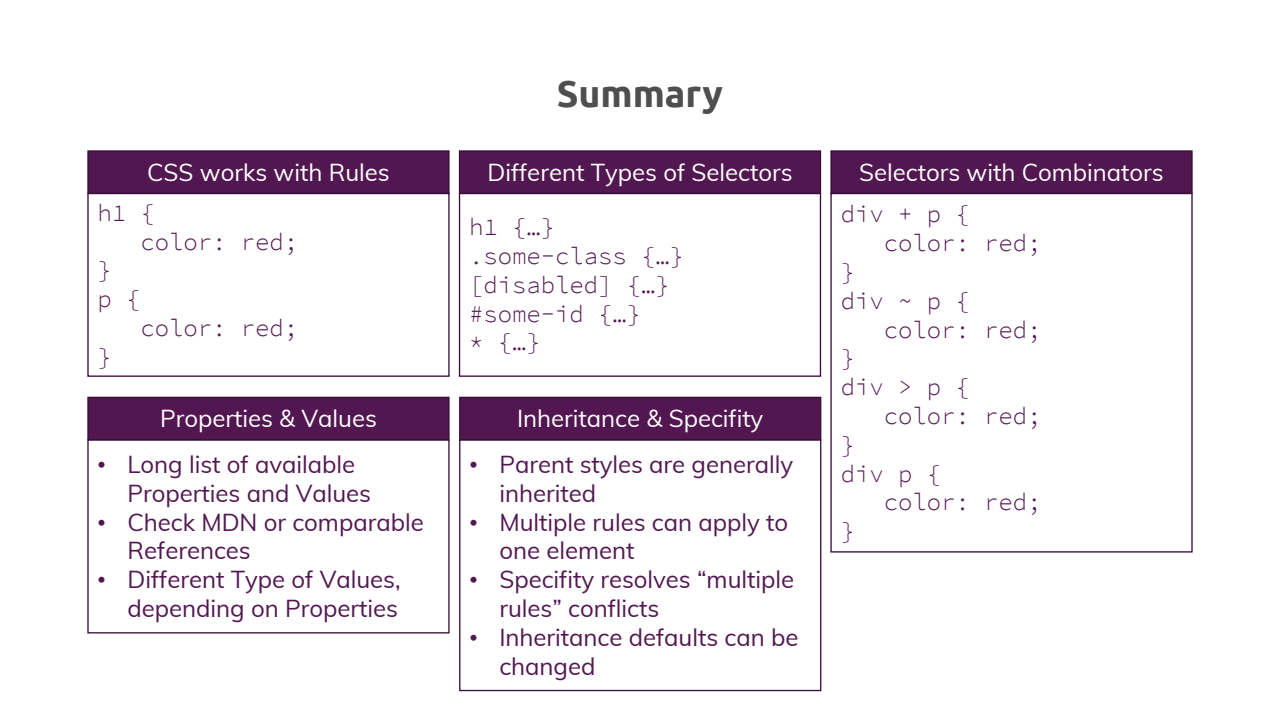 Summary
CSS works with Rules
h1 {
   color: red;
}
p {
   color: red;
}
Different Types of Selectors
h1 {…}
.some-class {…}
[disabled] {…}
#some-id {…}
* {…}
Selectors with Combinators
div + p {
   color: red;
}
div ~ p {
   color: red;
}
div > p {
   color: red;
}
div p {
   color: red;
}
Properties & Values
• Long list of available
Properties and Values
• Check MDN or comparable
References
• Different Type of Values,
depending on Properties
Inheritance & Specifity
• Parent styles are generally
inherited
• Multiple rules can apply to
one element
• Specifity resolves “multiple
rules” conflicts
• Inheritance defaults can be
changed